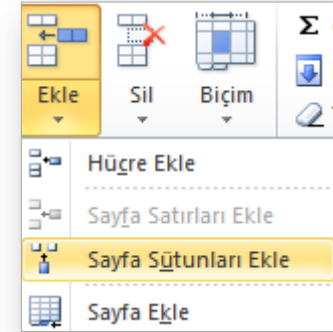 Σ
Ekle Sil Biçim
Hücre Ekle
Sayfa Satırları Ekle
Sayfa Sütunları Ekle
Sayfa Ekle